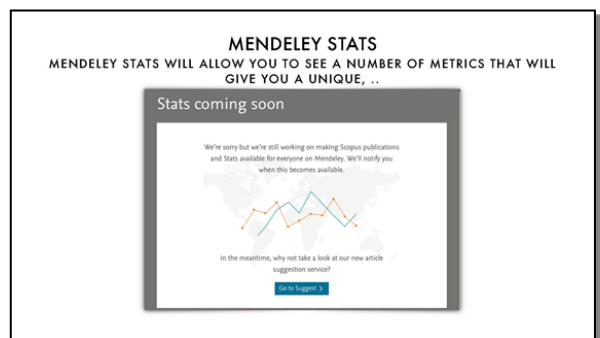 MENDELEY STATS
MENDELEY STATS WILL ALLOW YOU TO SEE A NUMBER OF METRICS THAT WILL
GIVE YOU A UNIQUE, ..
Stats coming soon
We're sorry but we're still working on making Scopus publications
and Stats available for everyone on Mendeley. We'll notify you
when this becomes available.
In the meantime, why not take a look at our new article
suggestion service?
Go to Suggest >